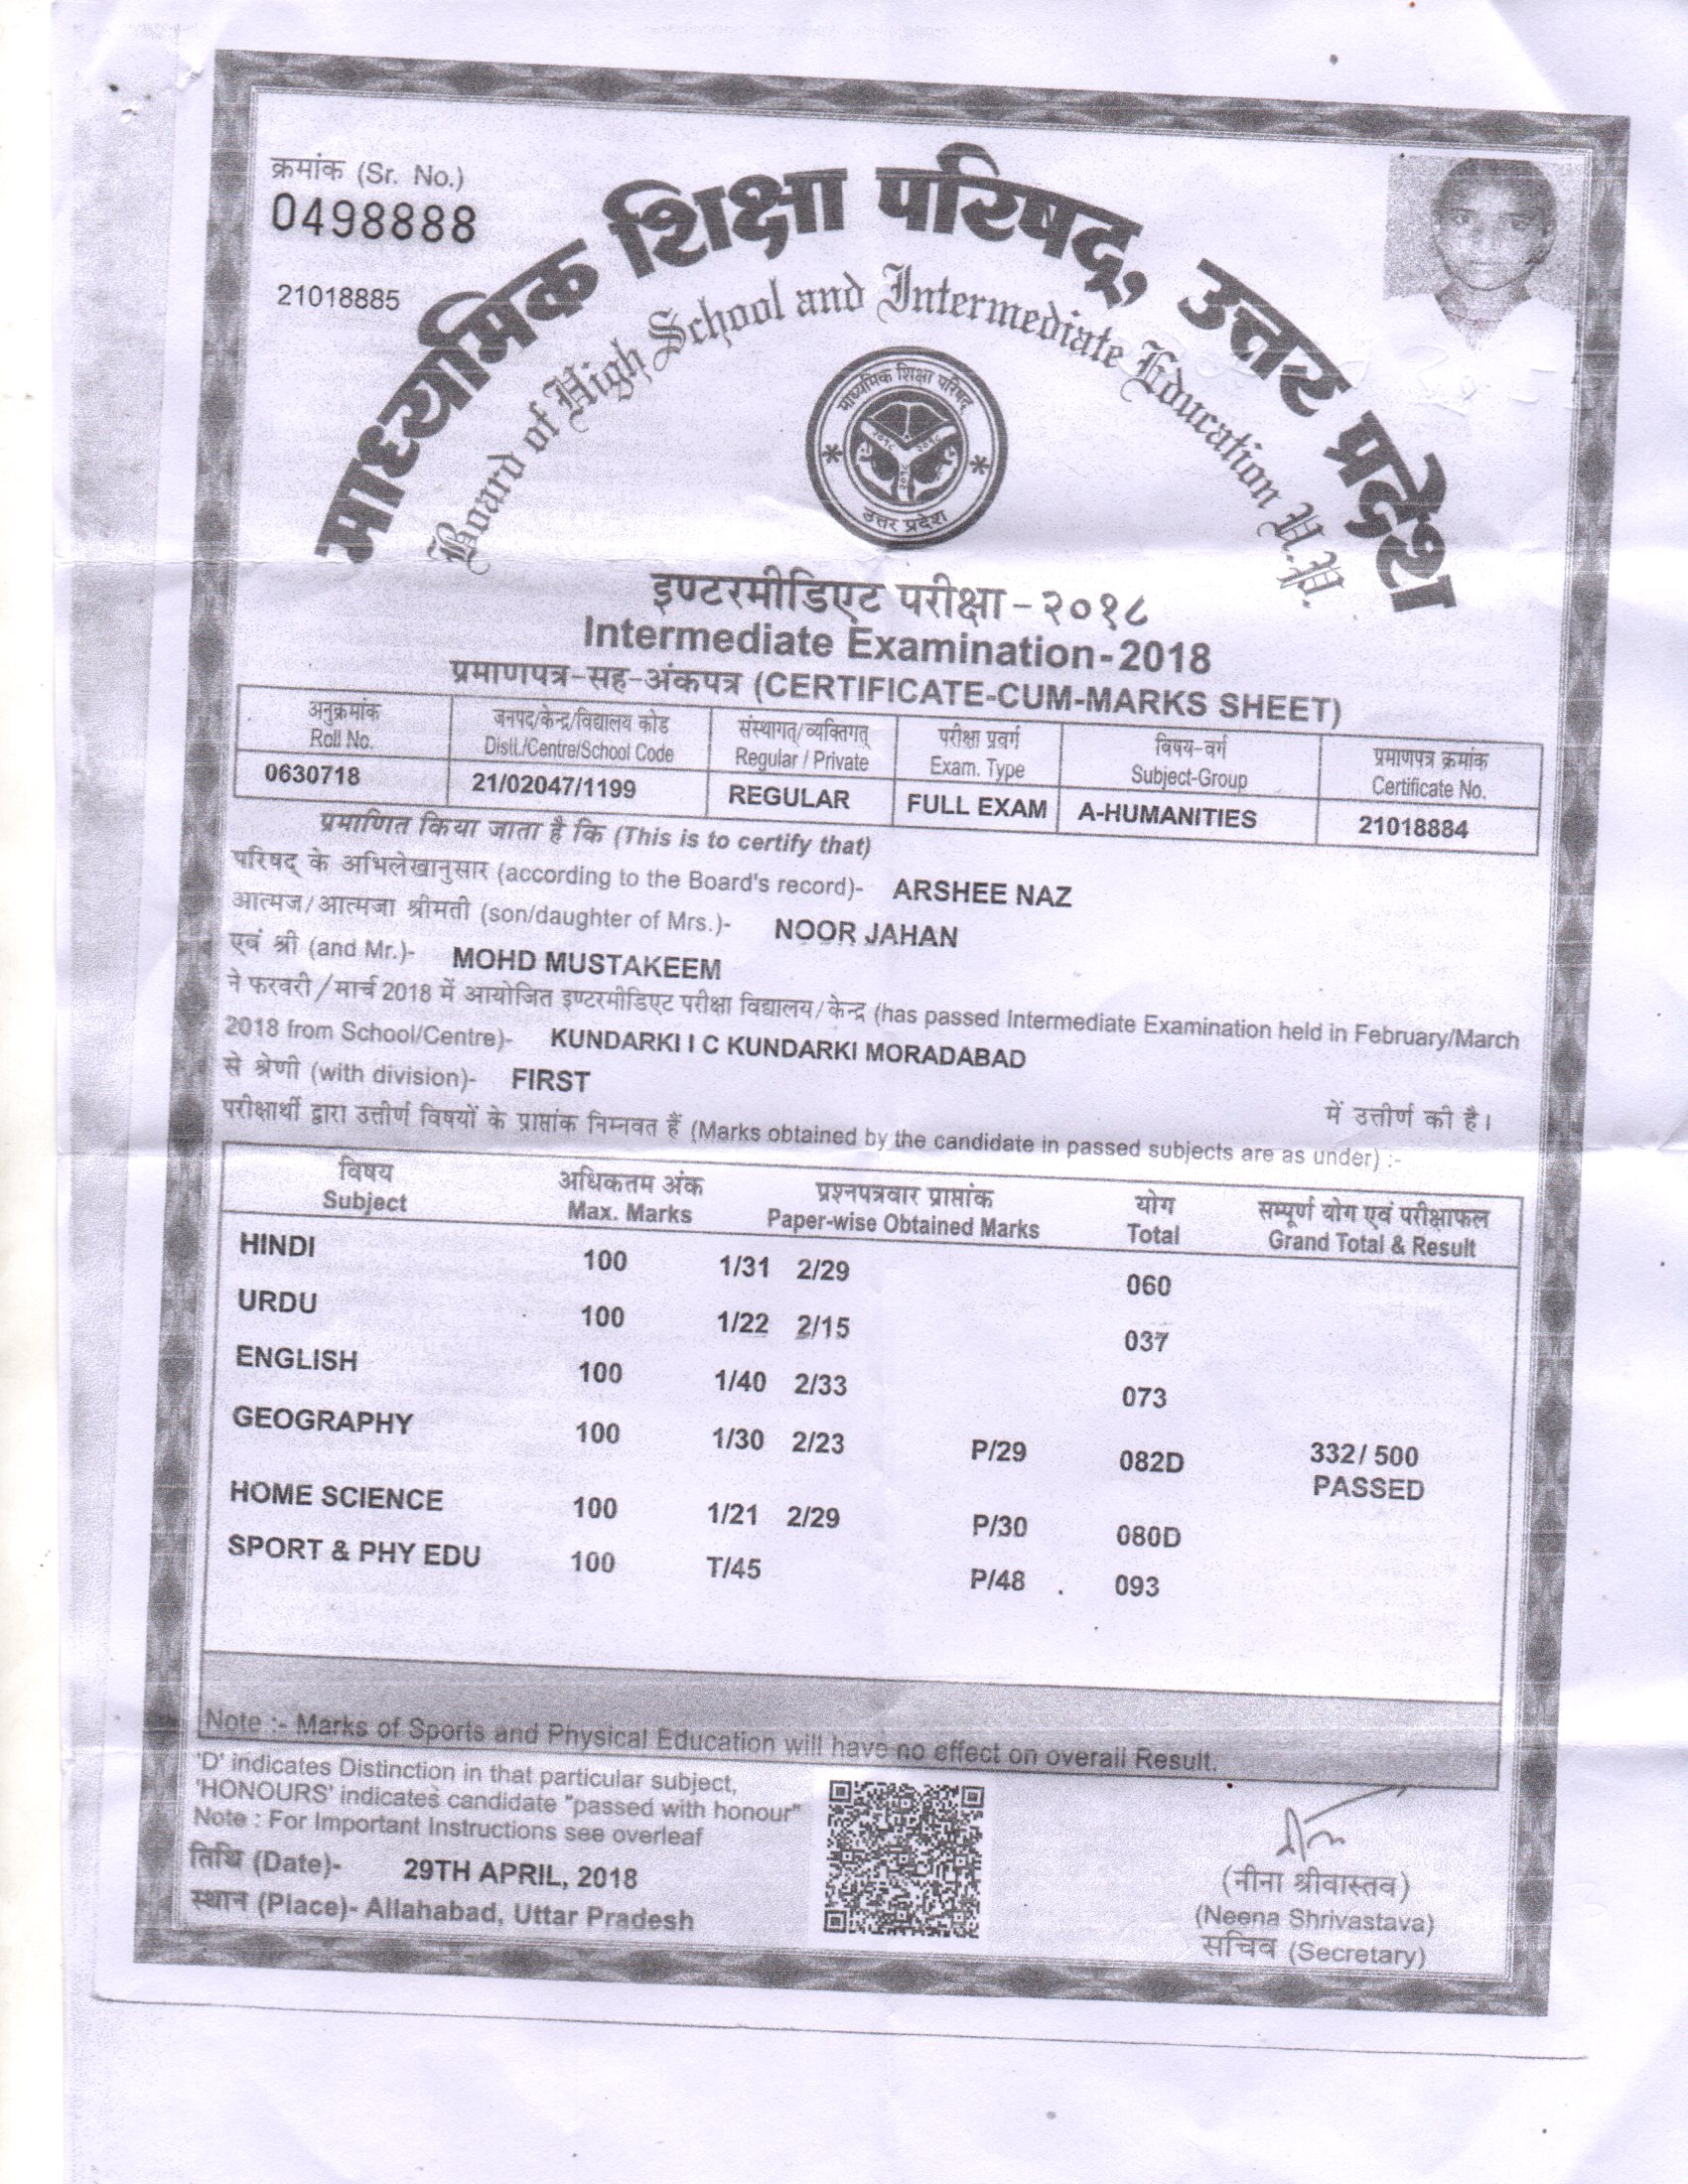 क्रमांक (Sr. No.)
0498888
21018885
माध्यमिक शिक्षा परिषद्, उत्तर प्रदेश
Board of High School and Intermediate Education U.P.
माध्यमिक शिक्षा परिषद्
२०१८ २०१८
२०१८
उत्तर प्रदेश
इण्टरमीडिएट परीक्षा-२०१८
Intermediate Examination-2018
प्रमाणपत्र-सह-अंकपत्र (CERTIFICATE-CUM-MARKS SHEET)
अनुक्रमांक जनपद/केन्द्र/विद्यालय कोड संस्थागत्/व्यक्तिगत् परीक्षा प्रवर्ग विषय-वर्ग प्रमाणपत्र क्रमांक
Roll No. Distt./Centre/School Code Regular / Private Exam. Type Subject-Group Certificate No.
0630718 21/02047/1199 REGULAR FULL EXAM A-HUMANITIES 21018884
प्रमाणित किया जाता है कि (This is to certify that)
परिषद् के अभिलेखानुसार (according to the Board's record)- ARSHEE NAZ
आत्मज/आत्मजा श्रीमती (son/daughter of Mrs.)- NOOR JAHAN
एवं श्री (and Mr.)- MOHD MUSTAKEEM
ने फरवरी/मार्च 2018 में आयोजित इण्टरमीडिएट परीक्षा विद्यालय/केन्द्र (has passed Intermediate Examination held in February/March
2018 from School/Centre)- KUNDARKI I C KUNDARKI MORADABAD
से श्रेणी (with division)- FIRST
में उत्तीर्ण की है।
परीक्षार्थी द्वारा उत्तीर्ण विषयों के प्राप्तांक निम्नवत हैं (Marks obtained by the candidate in passed subjects are as under) :-
विषय अधिकतम अंक प्रश्नपत्रवार प्राप्तांक योग सम्पूर्ण योग एवं परीक्षाफल
Subject Max. Marks Paper-wise Obtained Marks Total Grand Total & Result
HINDI 100 1/31 2/29 060
URDU 100 1/22 2/15 037
ENGLISH 100 1/40 2/33 073
GEOGRAPHY 100 1/30 2/23 P/29 082D 332/ 500
PASSED
HOME SCIENCE 100 1/21 2/29 P/30 080D
SPORT & PHY EDU 100 T/45 P/48 . 093
Note :- Marks of Sports and Physical Education will have no effect on overall Result.
'D' indicates Distinction in that particular subject,
'HONOURS' indicates candidate "passed with honour"
Note : For Important Instructions see overleaf
तिथि (Date)- 29TH APRIL, 2018
स्थान (Place)- Allahabad, Uttar Pradesh
(नीना श्रीवास्तव)
(Neena Shrivastava)
सचिव (Secretary)